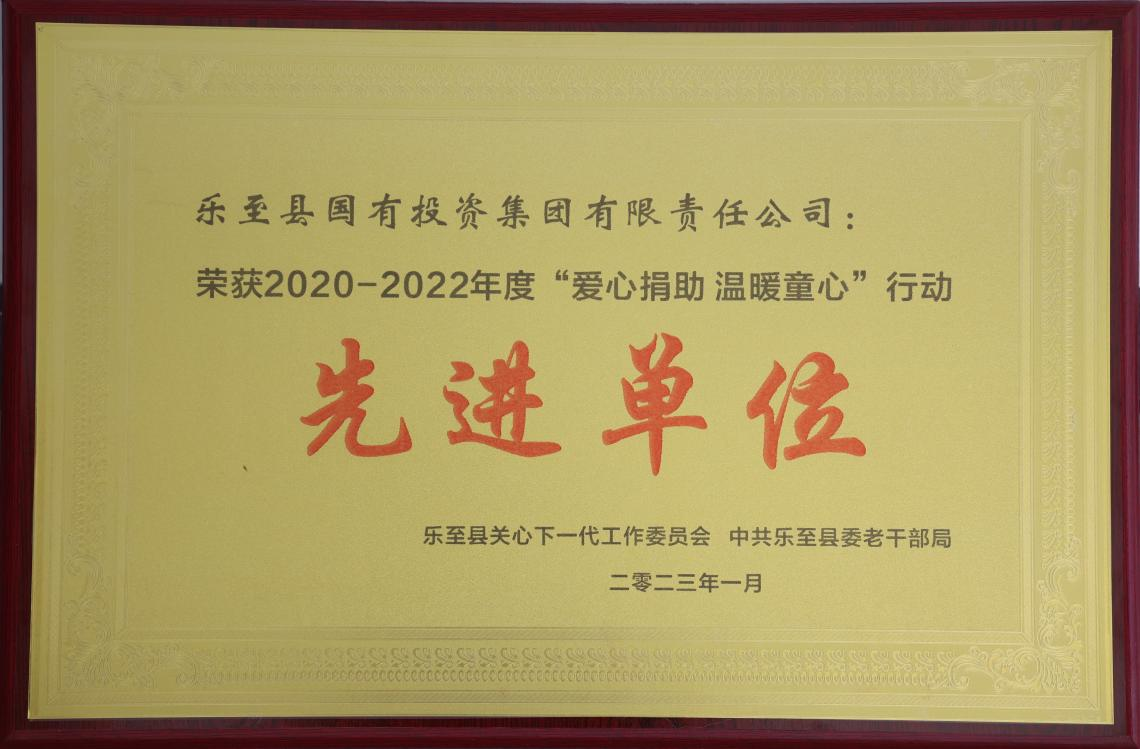 乐至县国有投资集团有限责任公司：
荣获2020-2022年度“爱心捐助 温暖童心”行动
先进单位
乐至县关心下一代工作委员会 中共乐至县委老干部局
二零二三年一月